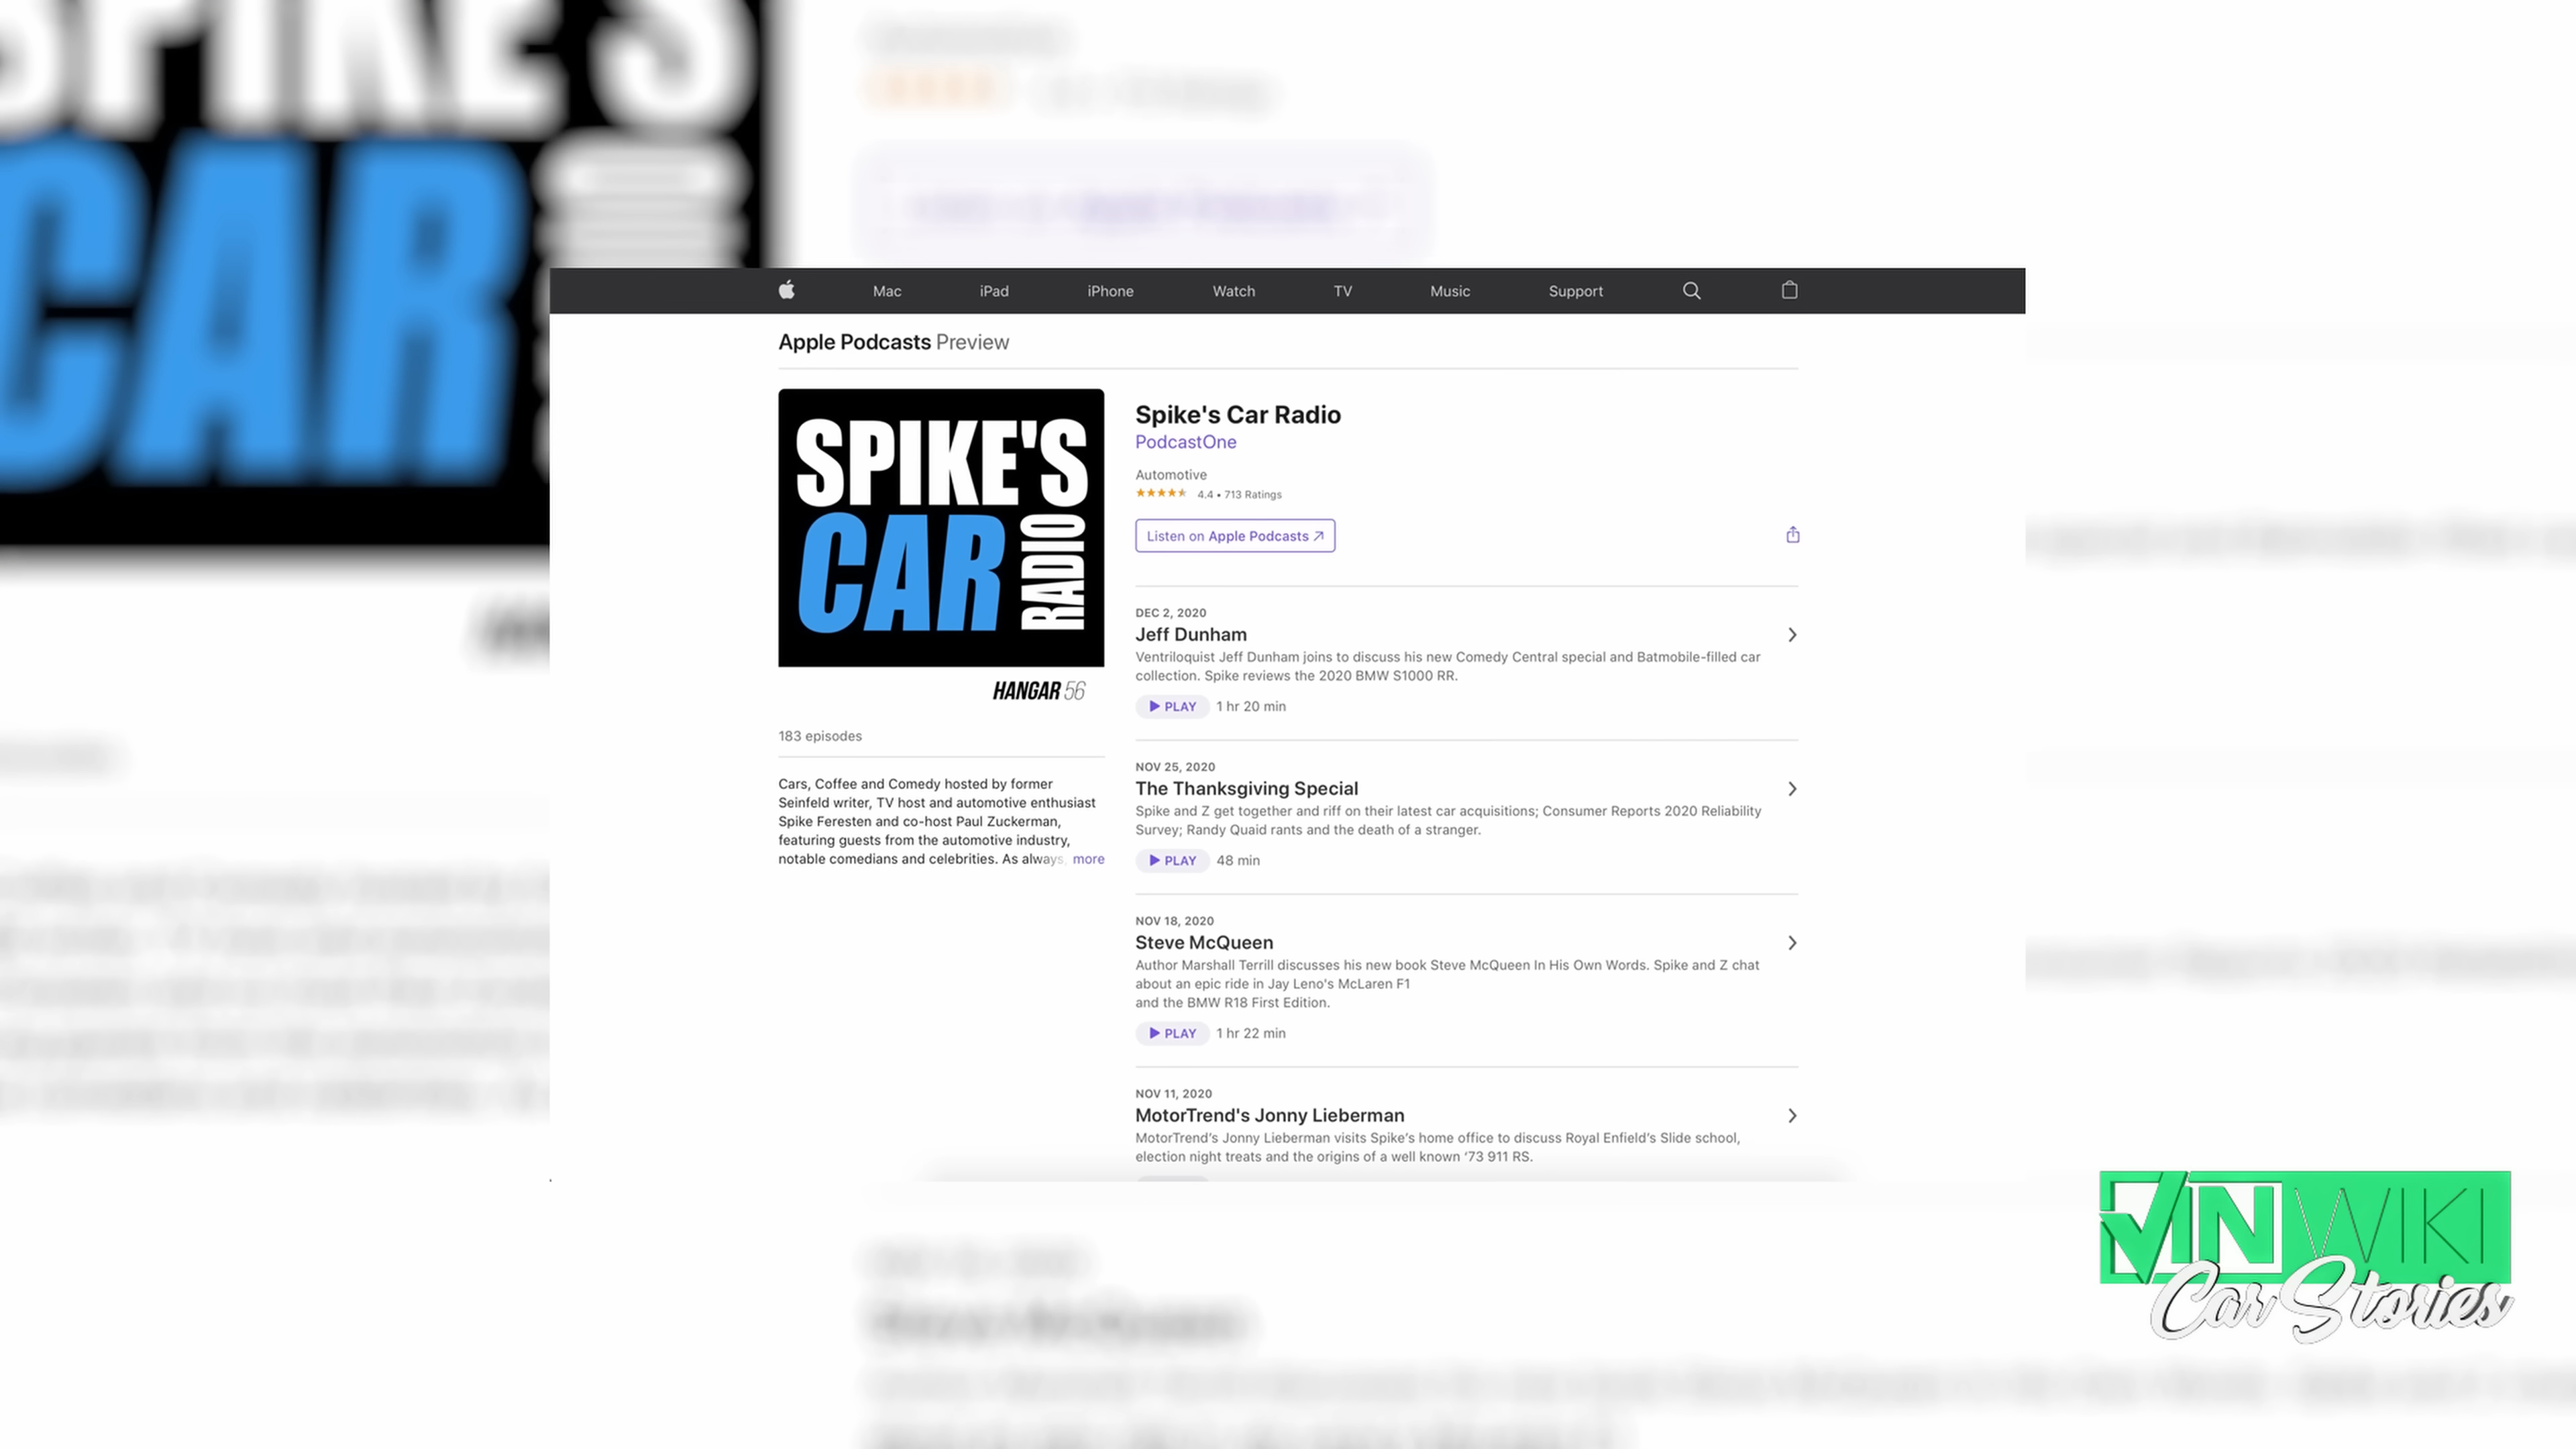 SPIKE'S
CAR
Mac iPad iPhone Watch TV Music Support
Apple Podcasts Preview
SPIKE'S
CAR
RADIO
HANGAR 56
183 episodes
Cars, Coffee and Comedy hosted by former
Seinfeld writer, TV host and automotive enthusiast
Spike Feresten and co-host Paul Zuckerman,
featuring guests from the automotive industry,
notable comedians and celebrities. As always, more
Spike's Car Radio
PodcastOne
Automotive
4.4 • 713 Ratings
Listen on Apple Podcasts ↗
DEC 2, 2020
Jeff Dunham
Ventriloquist Jeff Dunham joins to discuss his new Comedy Central special and Batmobile-filled car
collection. Spike reviews the 2020 BMW S1000 RR.
PLAY 1 hr 20 min
NOV 25, 2020
The Thanksgiving Special
Spike and Z get together and riff on their latest car acquisitions; Consumer Reports 2020 Reliability
Survey; Randy Quaid rants and the death of a stranger.
PLAY 48 min
NOV 18, 2020
Steve McQueen
Author Marshall Terrill discusses his new book Steve McQueen In His Own Words. Spike and Z chat
about an epic ride in Jay Leno's McLaren F1
and the BMW R18 First Edition.
PLAY 1 hr 22 min
NOV 11, 2020
MotorTrend's Jonny Lieberman
MotorTrend's Jonny Lieberman visits Spike's home office to discuss Royal Enfield's Slide school,
election night treats and the origins of a well known '73 911 RS.
VINWIKI
Car Stories